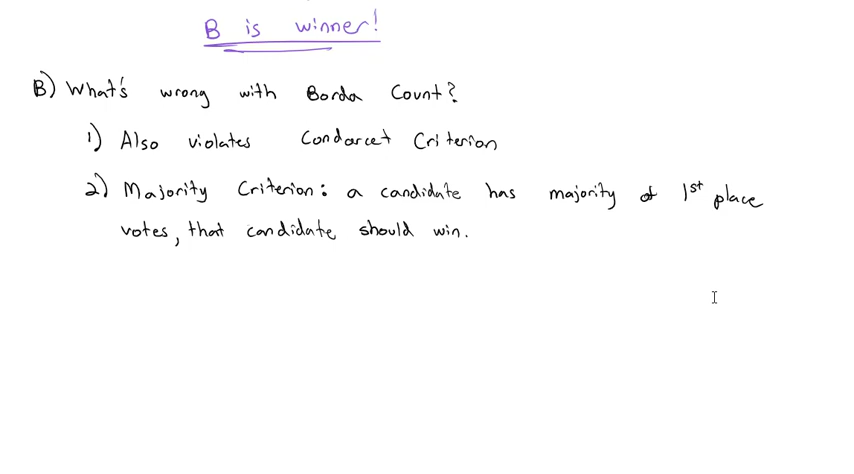 B is winner!
B) What's wrong with Borda Count?
1) Also violates Condorcet Criterion
2) Majority Criterion: a candidate has majority of 1st place
votes, that candidate should win.